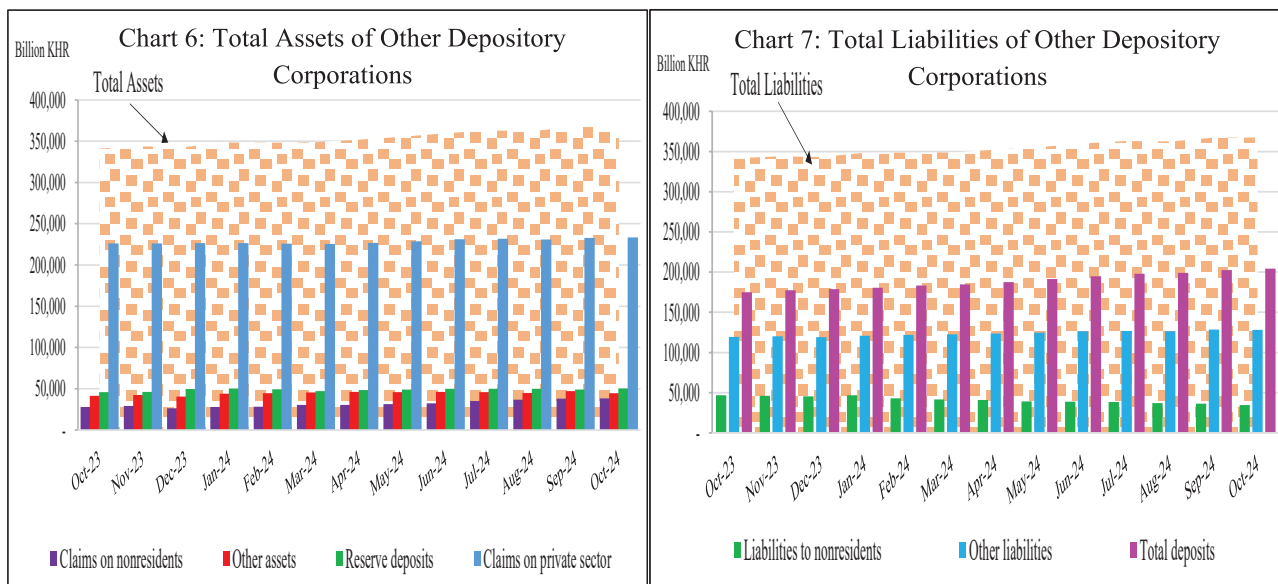 Chart 6: Total Assets of Other Depository
Corporations
Billion KHR
Total Assets
400,000
350,000
300,000
250,000
200,000
150,000
100,000
50,000
-
Oct-23
Nov-23
Dec-23
Jan-24
Feb-24
Mar-24
Apr-24
May-24
Jun-24
Jul-24
Aug-24
Sep-24
Oct-24
Claims on nonresidents
Other assets
Reserve deposits
Claims on private sector
Chart 7: Total Liabilities of Other Depository
Corporations
Billion KHR
Total Liabilities
400,000
350,000
300,000
250,000
200,000
150,000
100,000
50,000
-
Oct-23
Nov-23
Dec-23
Jan-24
Feb-24
Mar-24
Apr-24
May-24
Jun-24
Jul-24
Aug-24
Sep-24
Oct-24
Liabilities to nonresidents
Other liabilities
Total deposits